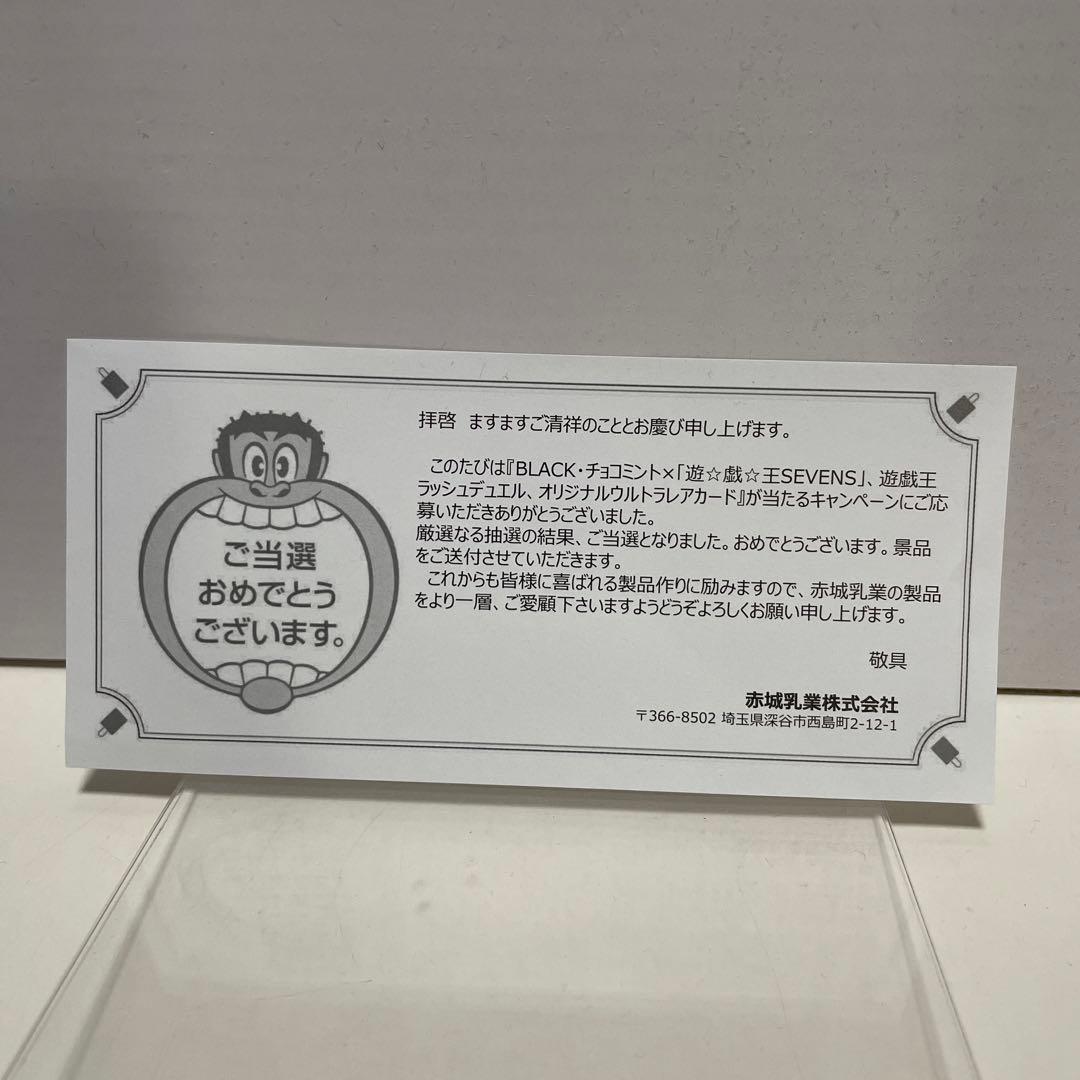 ご当選
おめでとう
ございます。
拝啓 ますますご清祥のこととお慶び申し上げます。
このたびは『BLACK・チョコミント×「遊☆戯☆王SEVENS」、遊戯王
ラッシュデュエル、オリジナルウルトラレアカード』が当たるキャンペーンにご応
募いただきありがとうございました。
厳選なる抽選の結果、ご当選となりました。おめでとうございます。景品
をご送付させていただきます。
これからも皆様に喜ばれる製品作りに励みますので、赤城乳業の製品
をより一層、ご愛顧下さいますようどうぞよろしくお願い申し上げます。
敬具
赤城乳業株式会社
〒366-8502 埼玉県深谷市西島町2-12-1